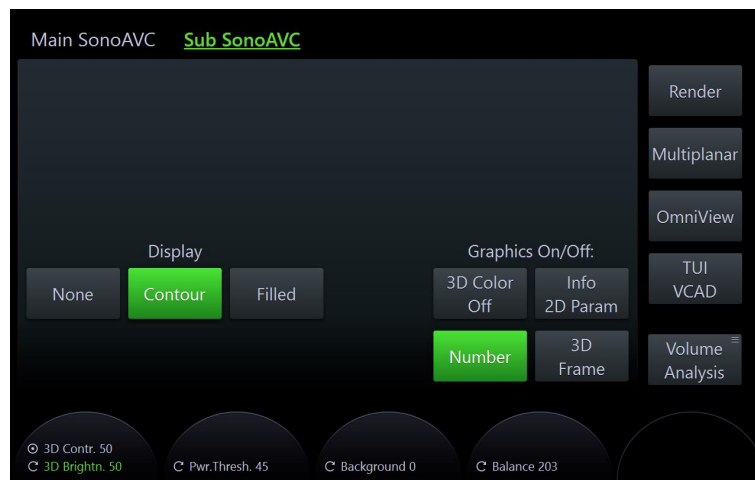 Main SonoAVC
Sub SonoAVC
Render
Multiplanar
OmniView
TUI
VCAD
Volume
Analysis
Display
None
Contour
Filled
Graphics On/Off:
3D Color
Off
Info
2D Param
Number
3D
Frame
3D Contr. 50
3D Brightn. 50
Pwr.Thresh. 45
Background 0
Balance 203